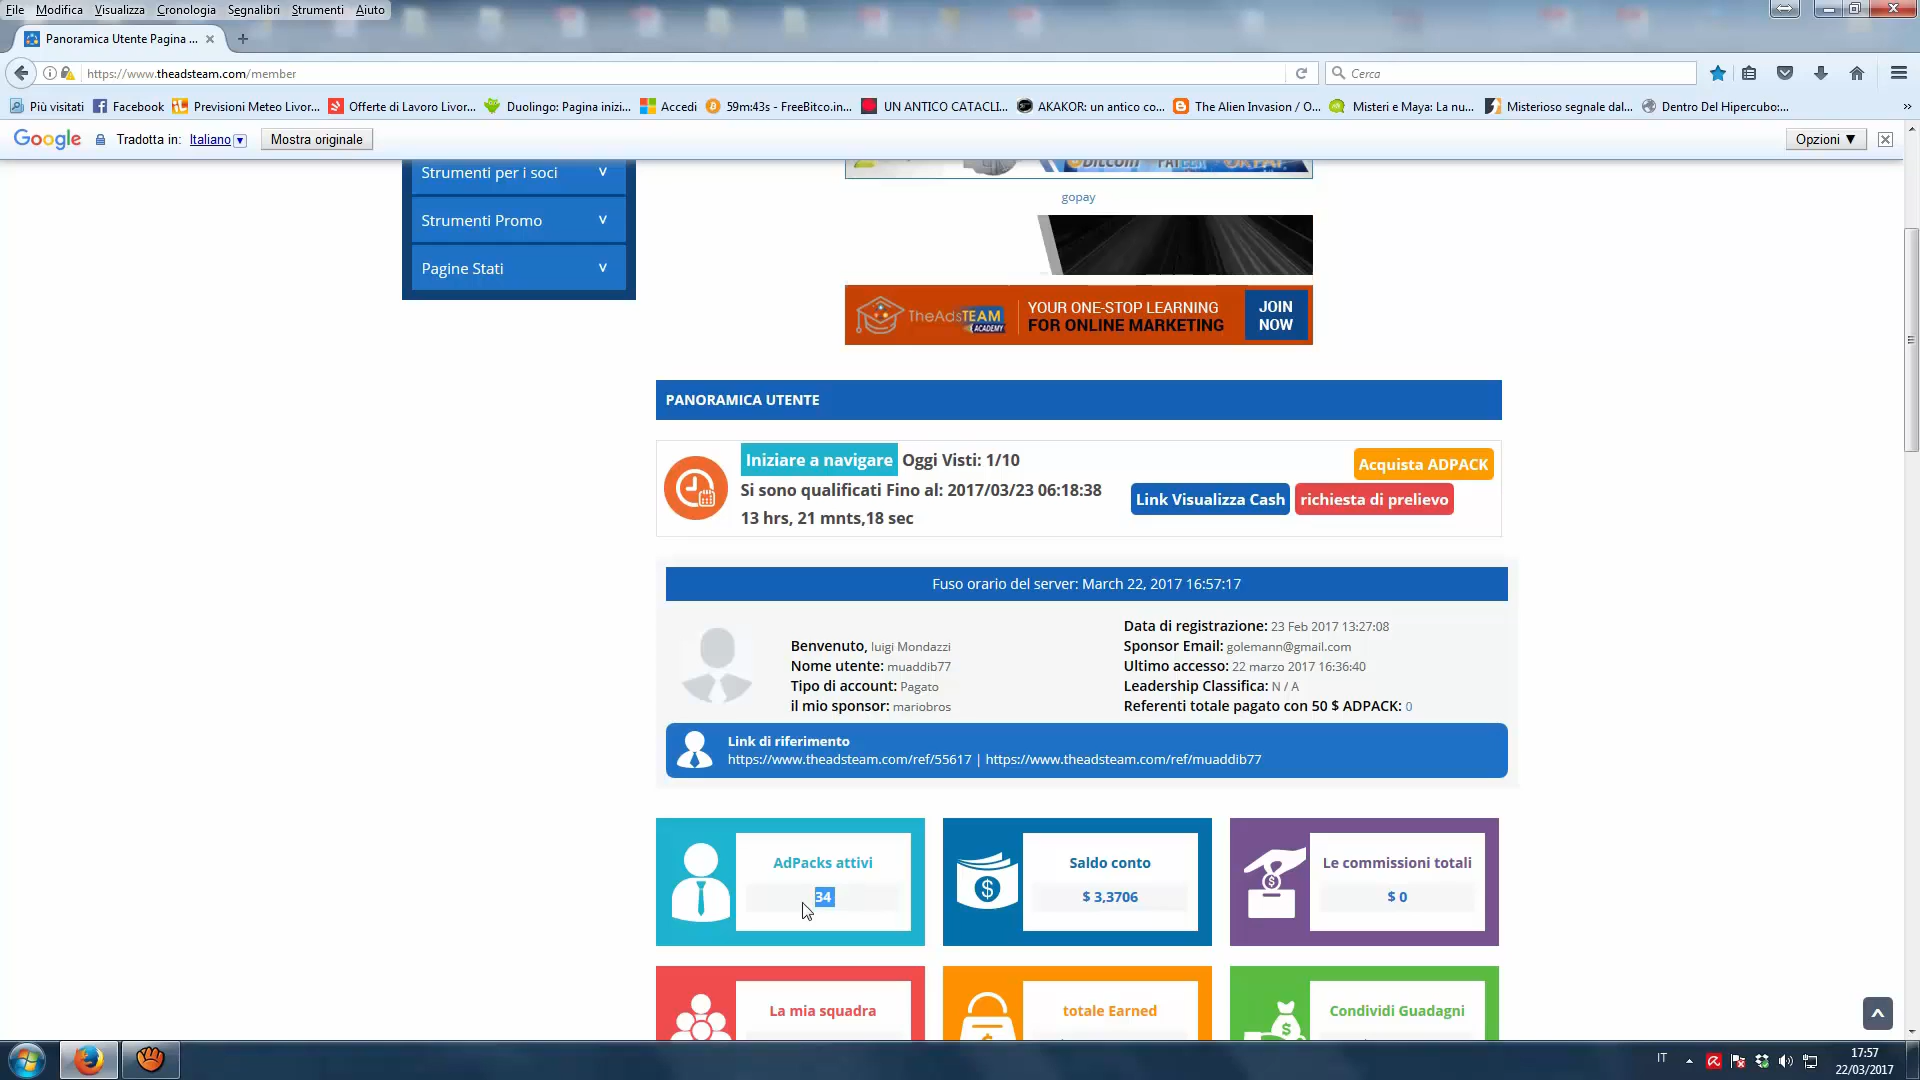 File Modifica Visualizza Cronologia Segnalibri Strumenti Aiuto
Panoramica Utente Pagina ...
https://www.theadsteam.com/member
Cerca
Più visitati Facebook Previsioni Meteo Livor... Offerte di Lavoro Livor... Duolingo: Pagina inizi... Accedi 59m:43s - FreeBitco.in... UN ANTICO CATACLI... AKAKOR: un antico co... The Alien Invasion / O... Misteri e Maya: La nu... Misterioso segnale dal... Dentro Del Hipercubo:...
Google Tradotta in: Italiano Mostra originale Opzioni ▼
Strumenti per i soci
Strumenti Promo
Pagine Stati
gopay
TheAdsTEAM ACADEMY
YOUR ONE-STOP LEARNING
FOR ONLINE MARKETING
JOIN
NOW
PANORAMICA UTENTE
Iniziare a navigare Oggi Visti: 1/10
Acquista ADPACK
Si sono qualificati Fino al: 2017/03/23 06:18:38
Link Visualizza Cash richiesta di prelievo
13 hrs, 21 mnts,18 sec
Fuso orario del server: March 22, 2017 16:57:17
Benvenuto, luigi Mondazzi
Nome utente: muaddib77
Tipo di account: Pagato
il mio sponsor: mariobros
Data di registrazione: 23 Feb 2017 13:27:08
Sponsor Email: golemann@gmail.com
Ultimo accesso: 22 marzo 2017 16:36:40
Leadership Classifica: N / A
Referenti totale pagato con 50 $ ADPACK: 0
Link di riferimento
https://www.theadsteam.com/ref/55617 | https://www.theadsteam.com/ref/muaddib77
AdPacks attivi
34
Saldo conto
$ 3,3706
Le commissioni totali
$ 0
La mia squadra
totale Earned
Condividi Guadagni
IT
17:57
22/03/2017